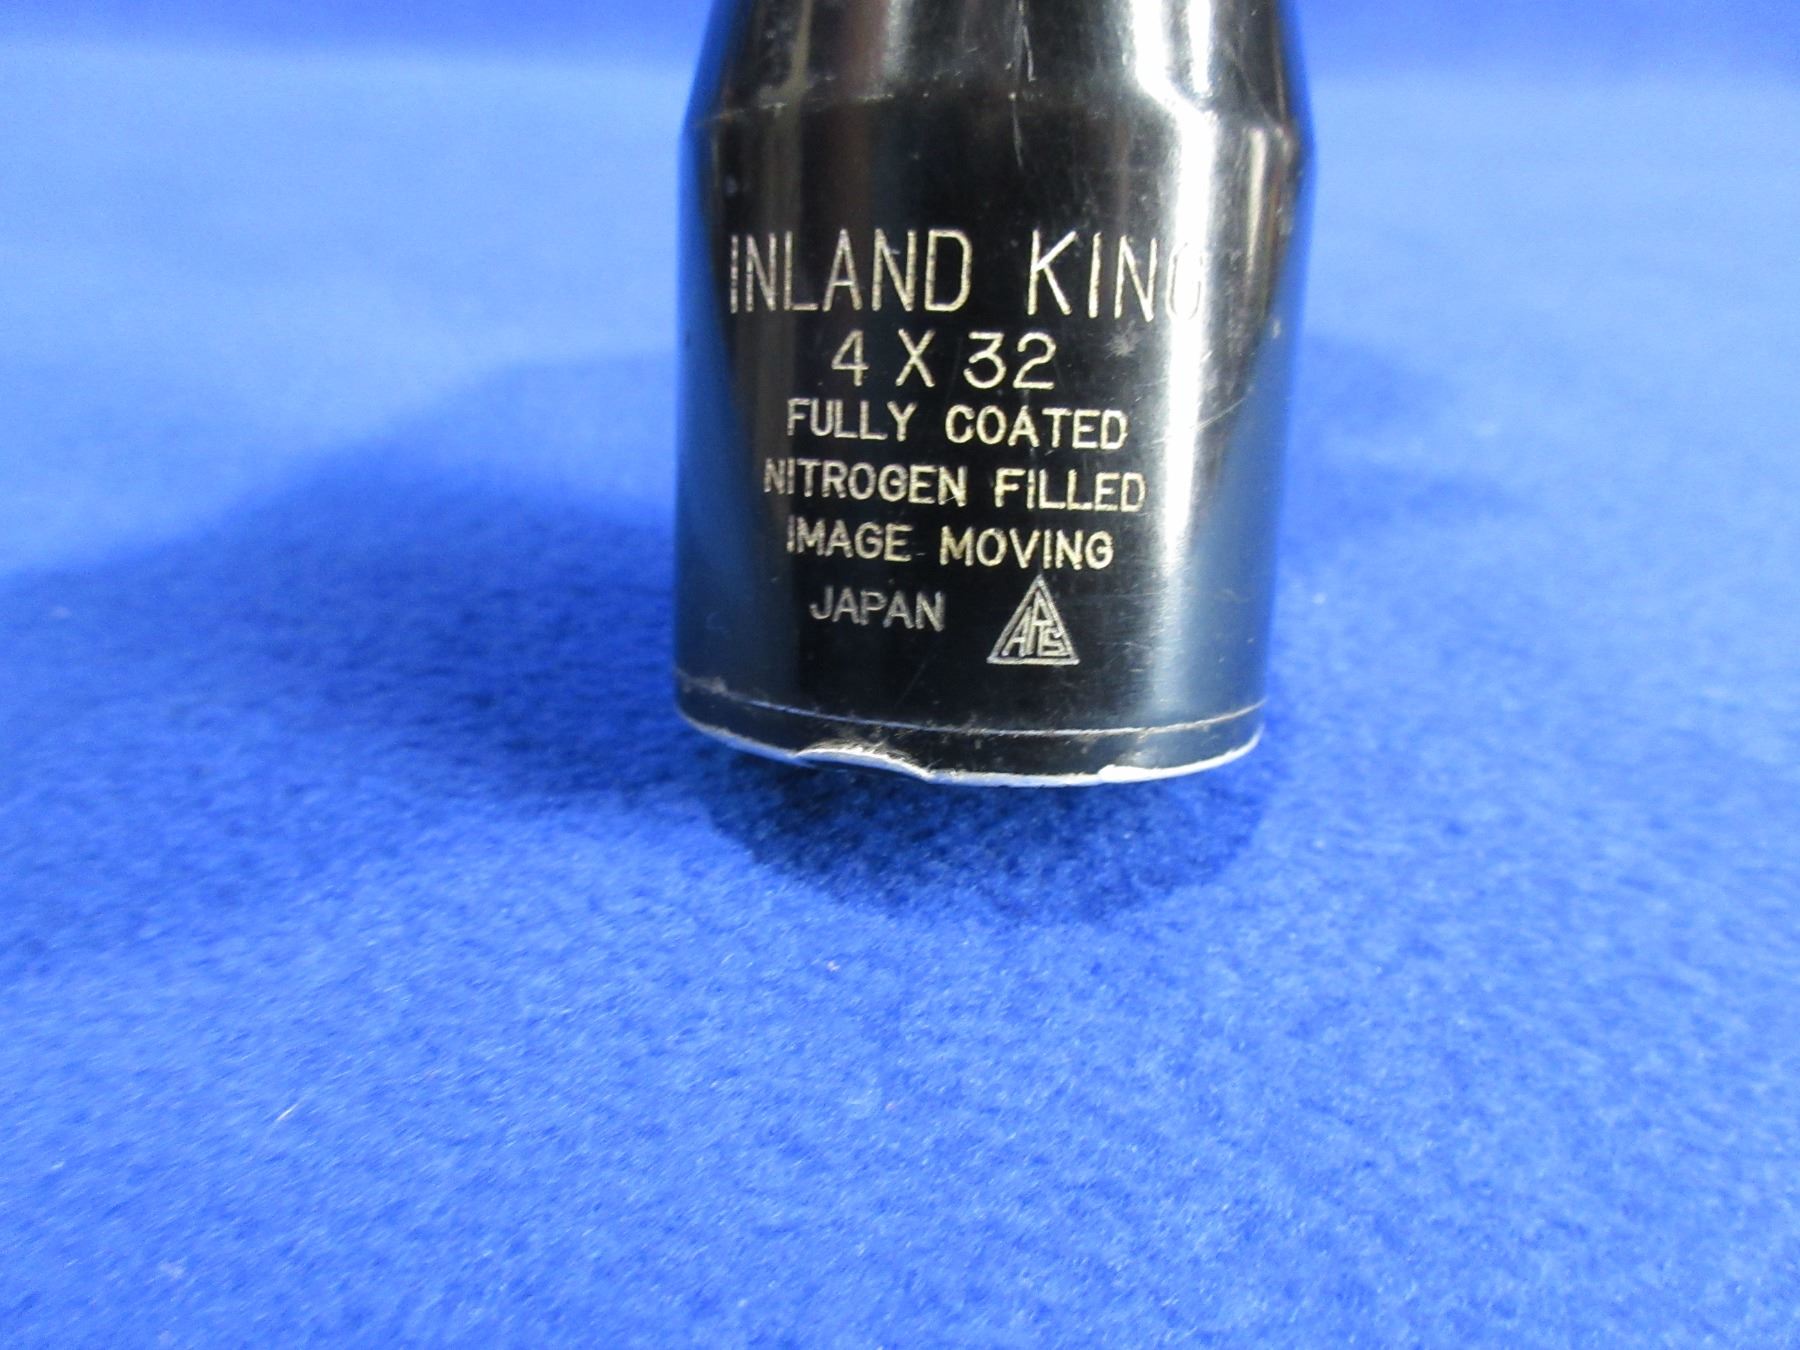 INLAND KING
4 X 32
FULLY COATED
NITROGEN FILLED
IMAGE MOVING
JAPAN